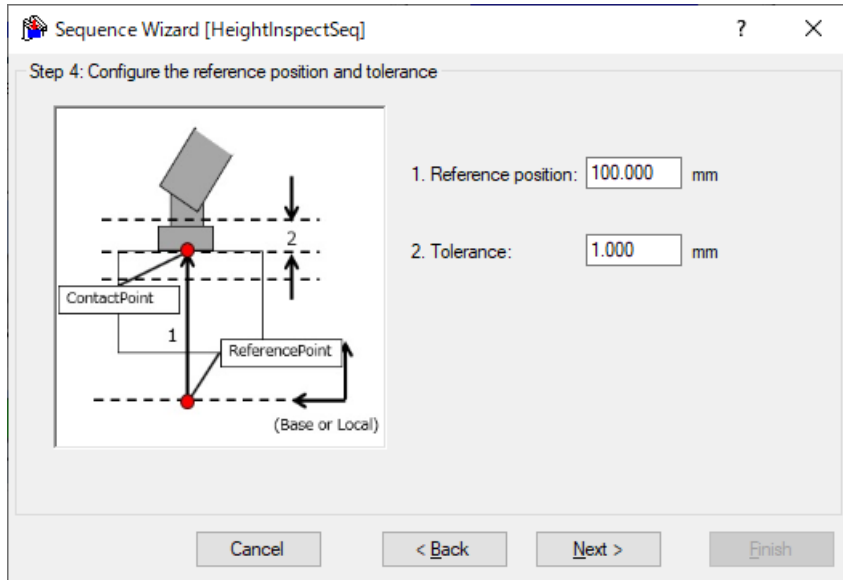 Sequence Wizard [HeightInspectSeq]
?
Step 4: Configure the reference position and tolerance
1. Reference position: 100.000 mm
2
2. Tolerance: 1.000 mm
ContactPoint
1
ReferencePoint
(Base or Local)
Cancel
< Back
Next >
Finish